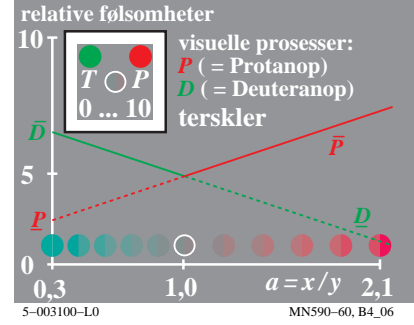 relative følsomheter
10
visuelle prosesser:
P ( = Protanop)
D ( = Deuteranop)
terskler
T P
0 ... 10
D̅
P̅
5
P̲
D̲
0
0,3 1,0 a = x/y 2,1
5-003100-L0 MN590-60, B4_06